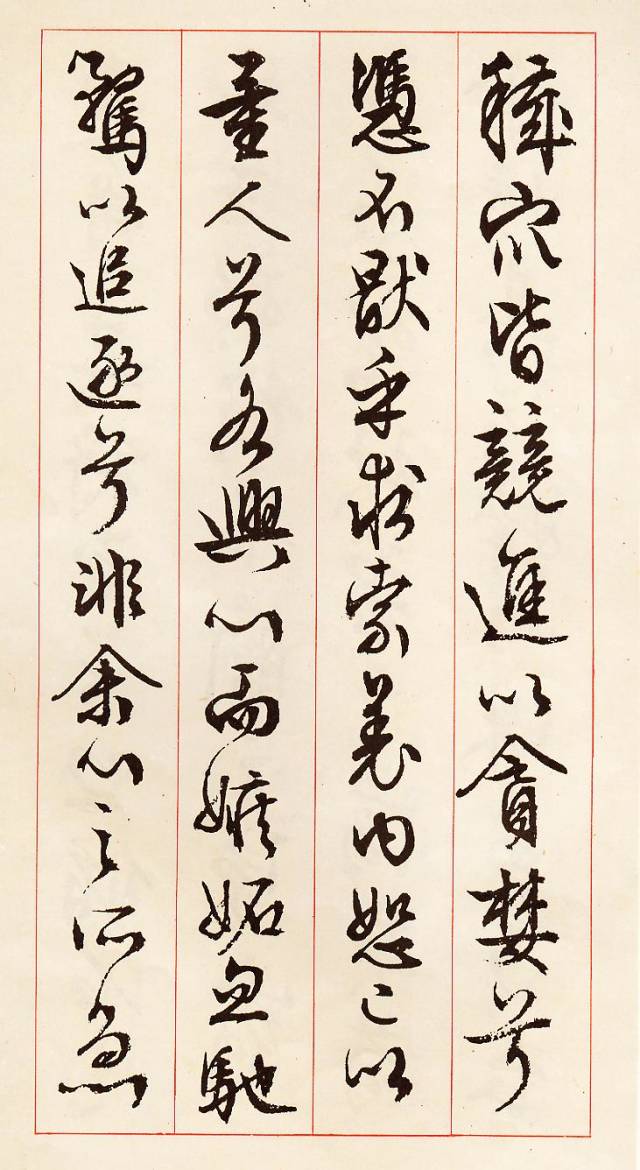 穢衆皆競進以貪婪兮
憑不猒乎求索羌内恕己以
量人兮各興心而嫉妬忽馳
騖以追逐兮非余心之所急